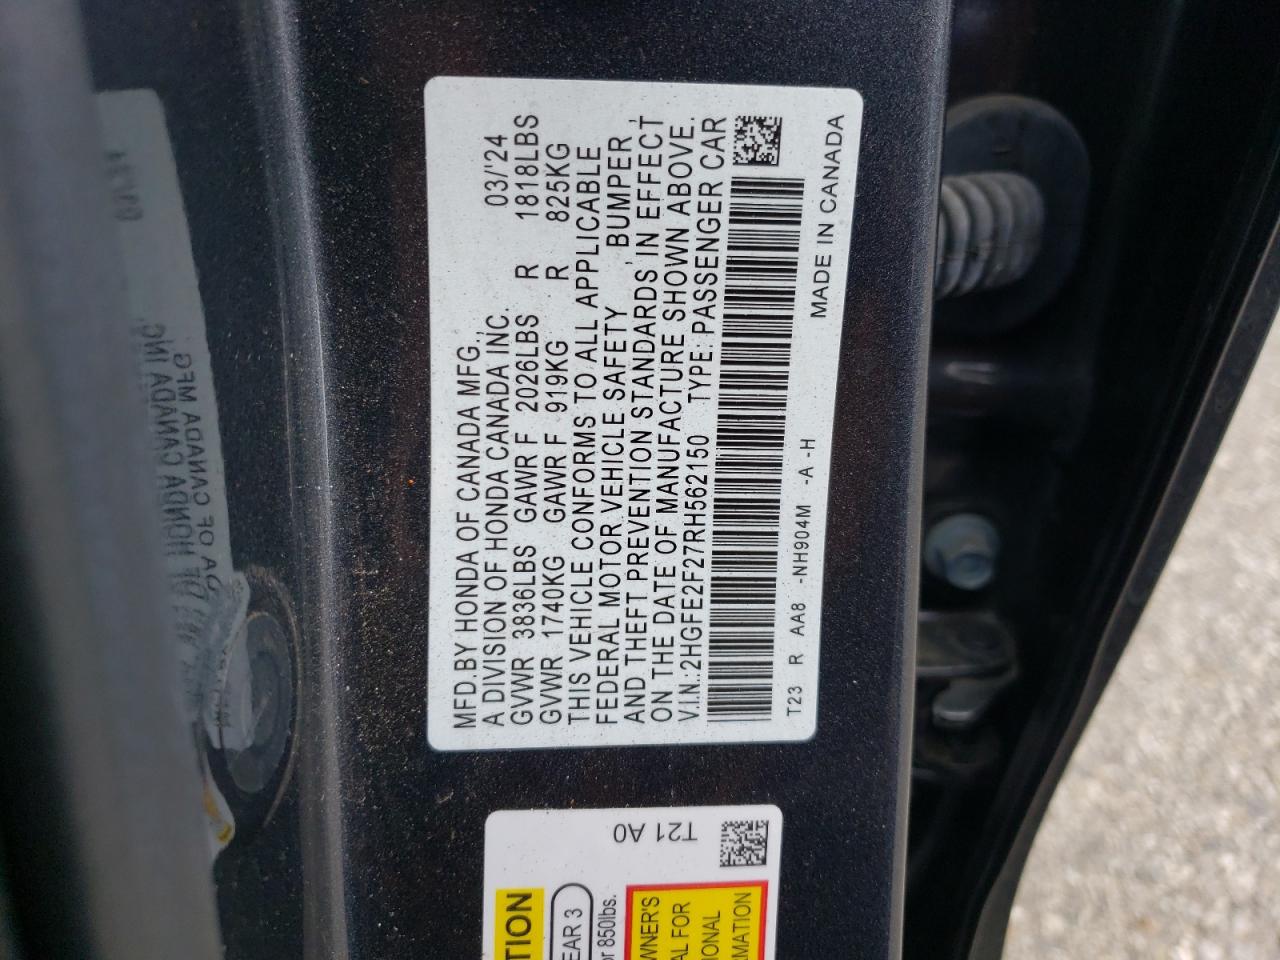 MFD.BY HONDA OF CANADA MFG.,
A DIVISION OF HONDA CANADA INC. 03/'24
GVWR 3836LBS GAWR F 2026LBS R 1818LBS
GVWR 1740KG GAWR F 919KG R 825KG
THIS VEHICLE CONFORMS TO ALL APPLICABLE
FEDERAL MOTOR VEHICLE SAFETY, BUMPER,
AND THEFT PREVENTION STANDARDS IN EFFECT
ON THE DATE OF MANUFACTURE SHOWN ABOVE.
V.I.N.:2HGFE2F27RH562150 TYPE:PASSENGER CAR
T23 R AA8 -NH904M -A -H
MADE IN CANADA
T21 A0
TION
EAR 3
850lbs.
WNER'S
AL FOR
IONAL
RMATION